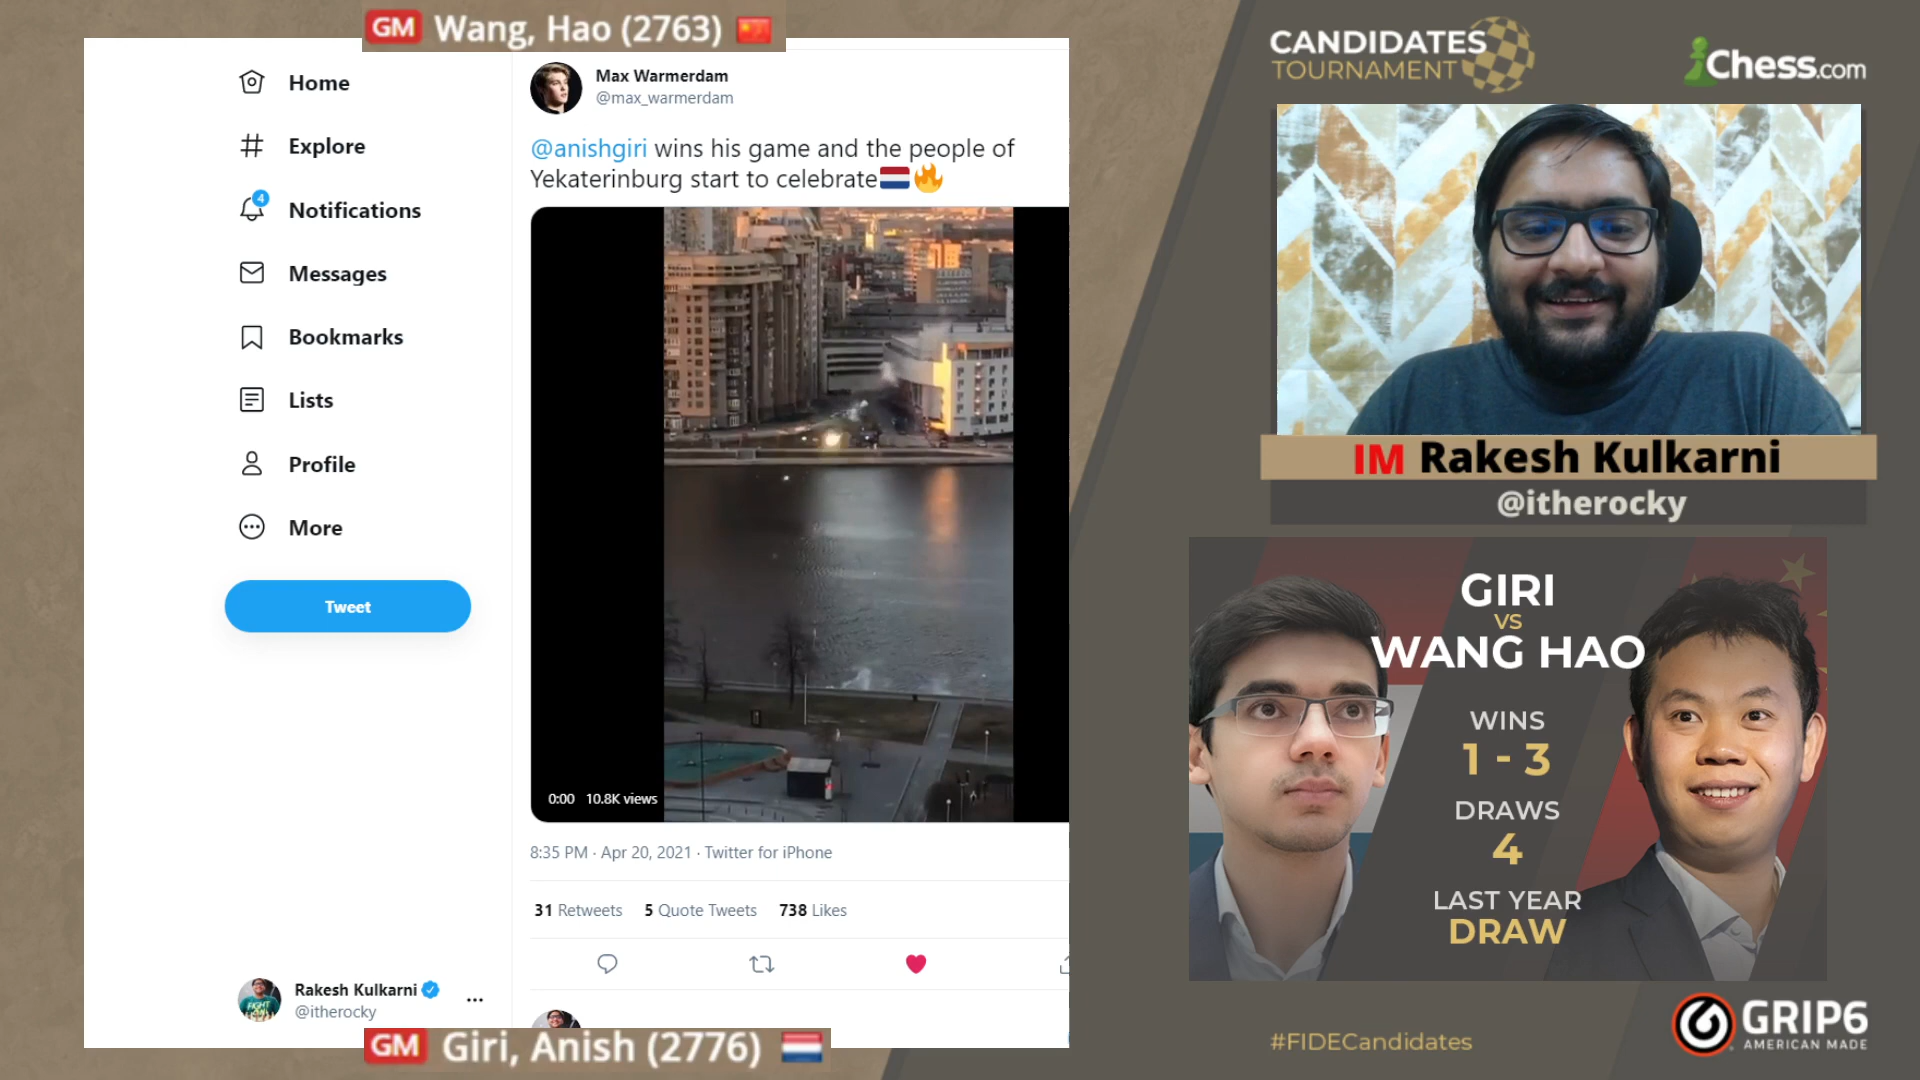 GM Wang, Hao (2763)
Home
Explore
4
Notifications
Messages
Bookmarks
Lists
Profile
More
Tweet
Rakesh Kulkarni
@itherocky
Max Warmerdam
@max_warmerdam
@anishgiri wins his game and the people of
Yekaterinburg start to celebrate
0:00 10.8K views
8:35 PM · Apr 20, 2021 · Twitter for iPhone
31 Retweets 5 Quote Tweets 738 Likes
GM Giri, Anish (2776)
CANDIDATES
TOURNAMENT
Chess.com
IM Rakesh Kulkarni
@itherocky
GIRI
VS
WANG HAO
WINS
1 - 3
DRAWS
4
LAST YEAR
DRAW
#FIDECandidates
GRIP6
AMERICAN MADE